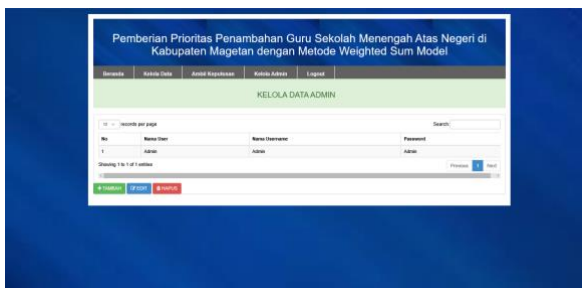 Pemberian Prioritas Penambahan Guru Sekolah Menengah Atas Negeri di
Kabupaten Magetan dengan Metode Weighted Sum Model
Beranda Kelola Data Ambil Keputusan Kelola Admin Logout
KELOLA DATA ADMIN
10 records per page Search:
No Nama User Nama Username Password
1 Admin Admin Admin
Showing 1 to 1 of 1 entries
Previous 1 Next
+ TAMBAH EDIT HAPUS